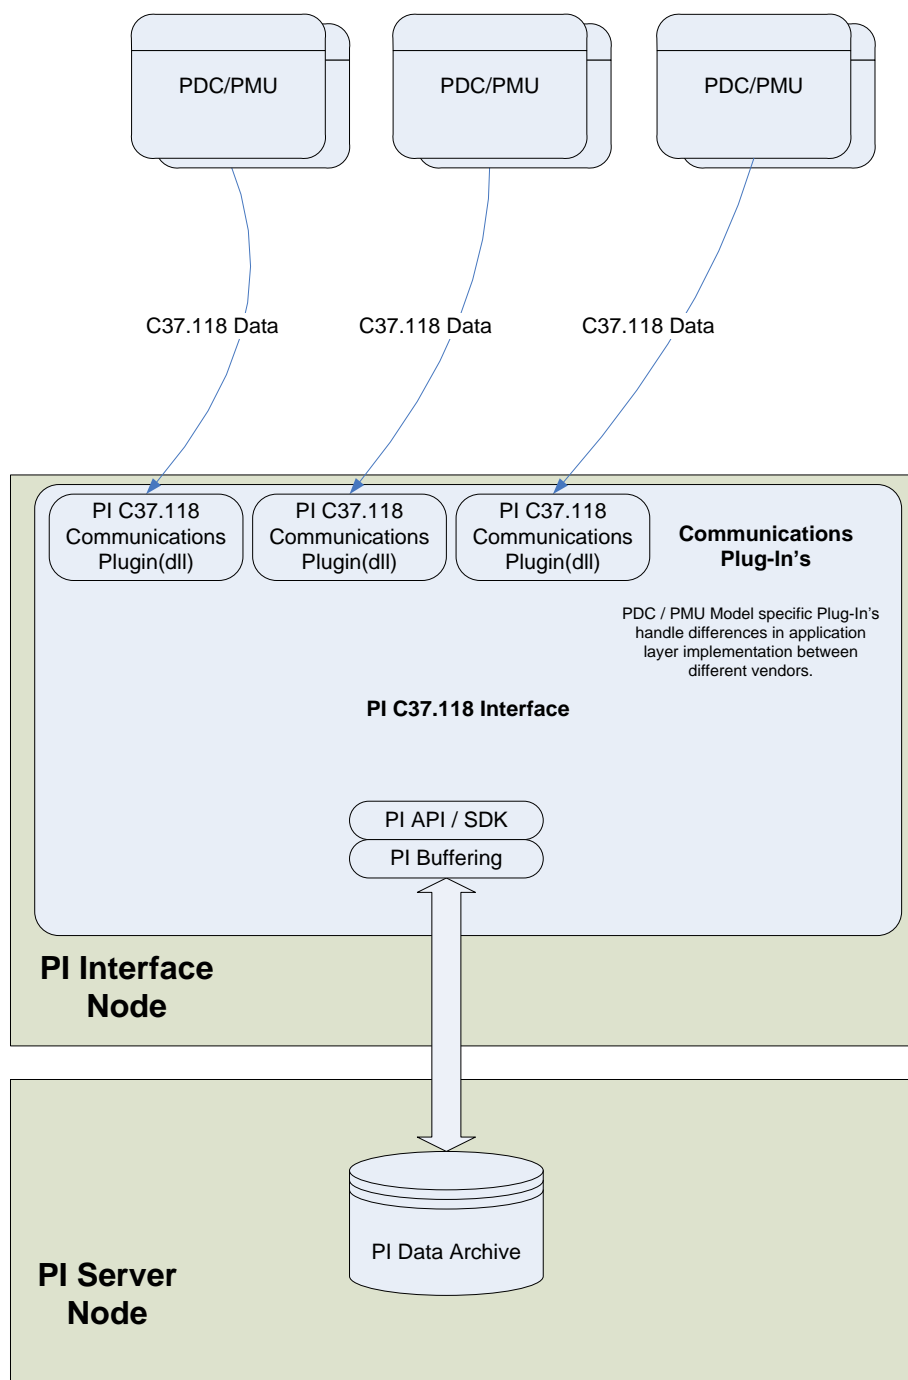 PDC/PMU
PDC/PMU
PDC/PMU
C37.118 Data
C37.118 Data
C37.118 Data
PI C37.118
Communications
Plugin(dll)
PI C37.118
Communications
Plugin(dll)
PI C37.118
Communications
Plugin(dll)
Communications
Plug-In's
PDC / PMU Model specific Plug-In's
handle differences in application
layer implementation between
different vendors.
PI C37.118 Interface
PI API / SDK
PI Buffering
PI Interface
Node
PI Data Archive
PI Server
Node